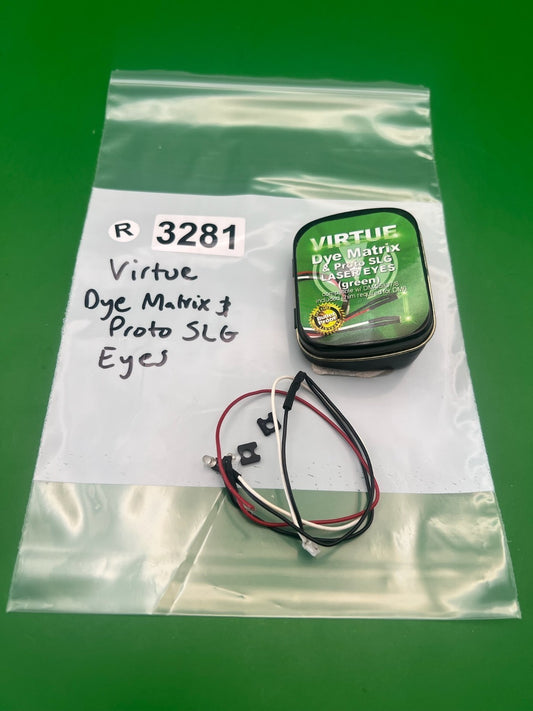 R 3281
Virtue
Dye Matrix &
Proto SLG
Eyes
VIRTUE
Dye Matrix
& Proto SLG
LASER EYES
(green)